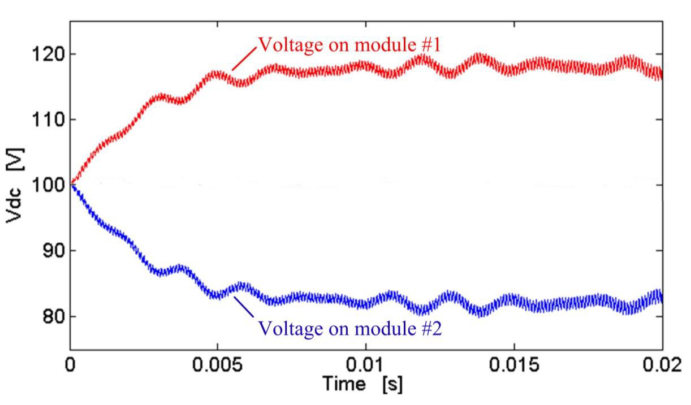 120
110
100
90
80
Vdc [V]
Voltage on module #1
Voltage on module #2
0
0.005
0.01
0.015
0.02
Time [s]